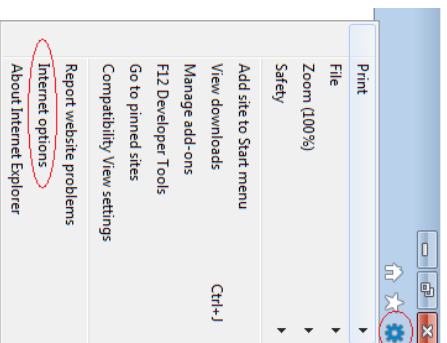 Print
File
Zoom (100%)
Safety
Add site to Start menu
View downloads Ctrl+J
Manage add-ons
F12 Developer Tools
Go to pinned sites
Compatibility View settings
Report website problems
Internet options
About Internet Explorer